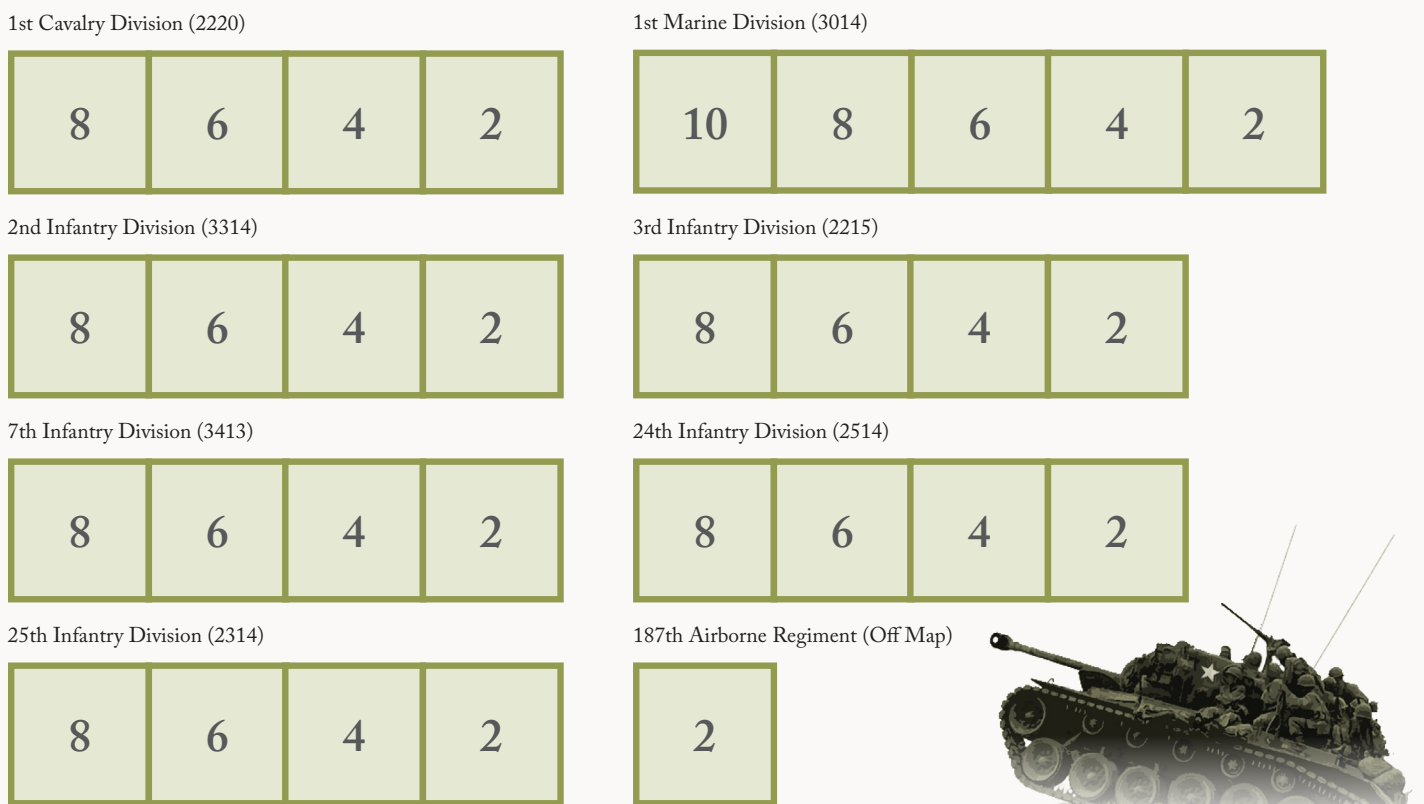 1st Cavalry Division (2220)
8 6 4 2
1st Marine Division (3014)
10 8 6 4 2
2nd Infantry Division (3314)
8 6 4 2
3rd Infantry Division (2215)
8 6 4 2
7th Infantry Division (3413)
8 6 4 2
24th Infantry Division (2514)
8 6 4 2
25th Infantry Division (2314)
8 6 4 2
187th Airborne Regiment (Off Map)
2